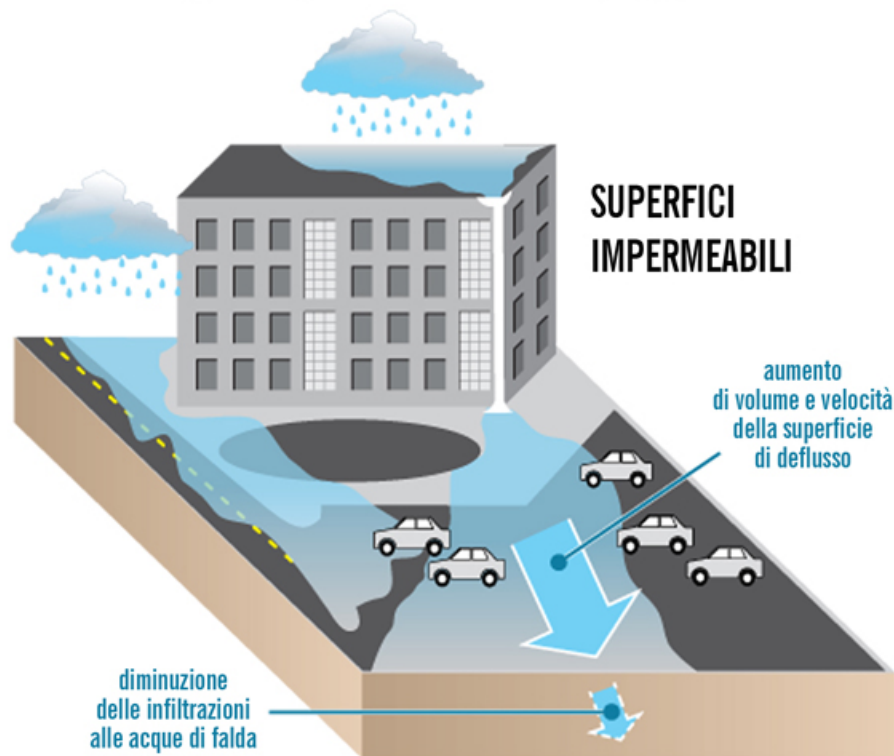 SUPERFICI
IMPERMEABILI
aumento
di volume e velocità
della superficie
di deflusso
diminuzione
delle infiltrazioni
alle acque di falda